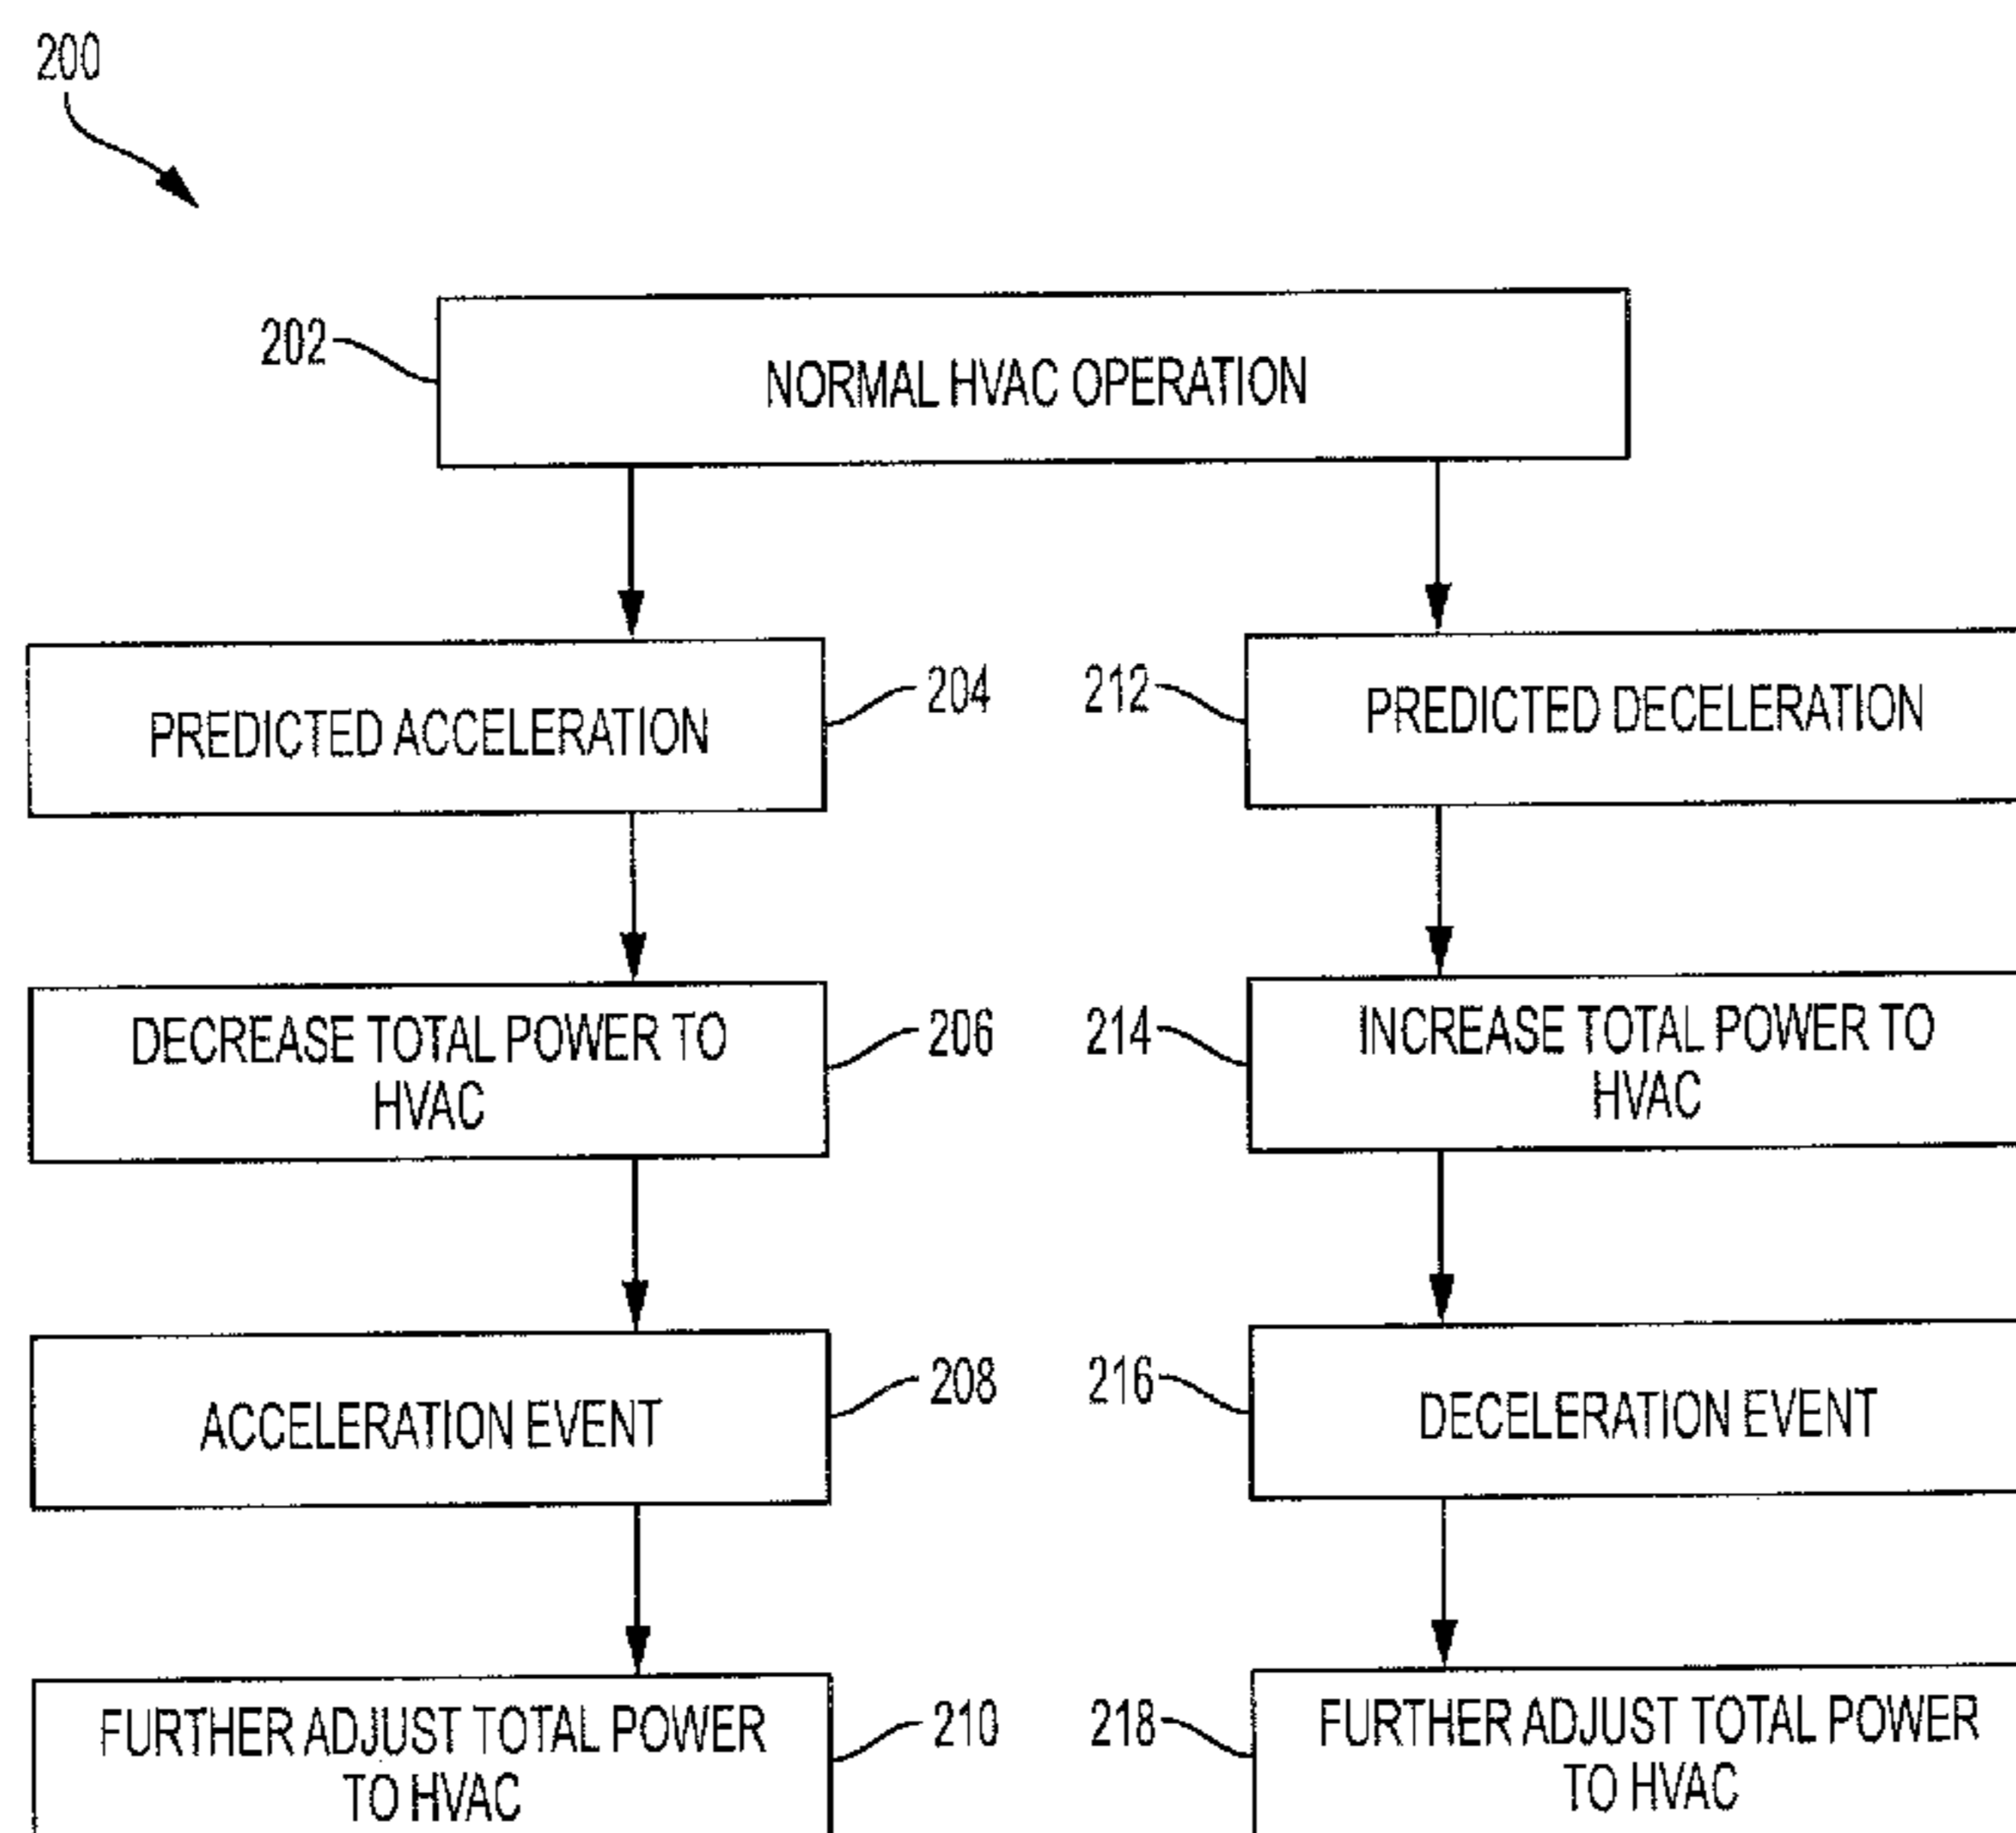 200
202
NORMAL HVAC OPERATION
PREDICTED ACCELERATION
204
212
PREDICTED DECELERATION
DECREASE TOTAL POWER TO
HVAC
206
214
INCREASE TOTAL POWER TO
HVAC
ACCELERATION EVENT
208
216
DECELERATION EVENT
FURTHER ADJUST TOTAL POWER
TO HVAC
210
218
FURTHER ADJUST TOTAL POWER
TO HVAC